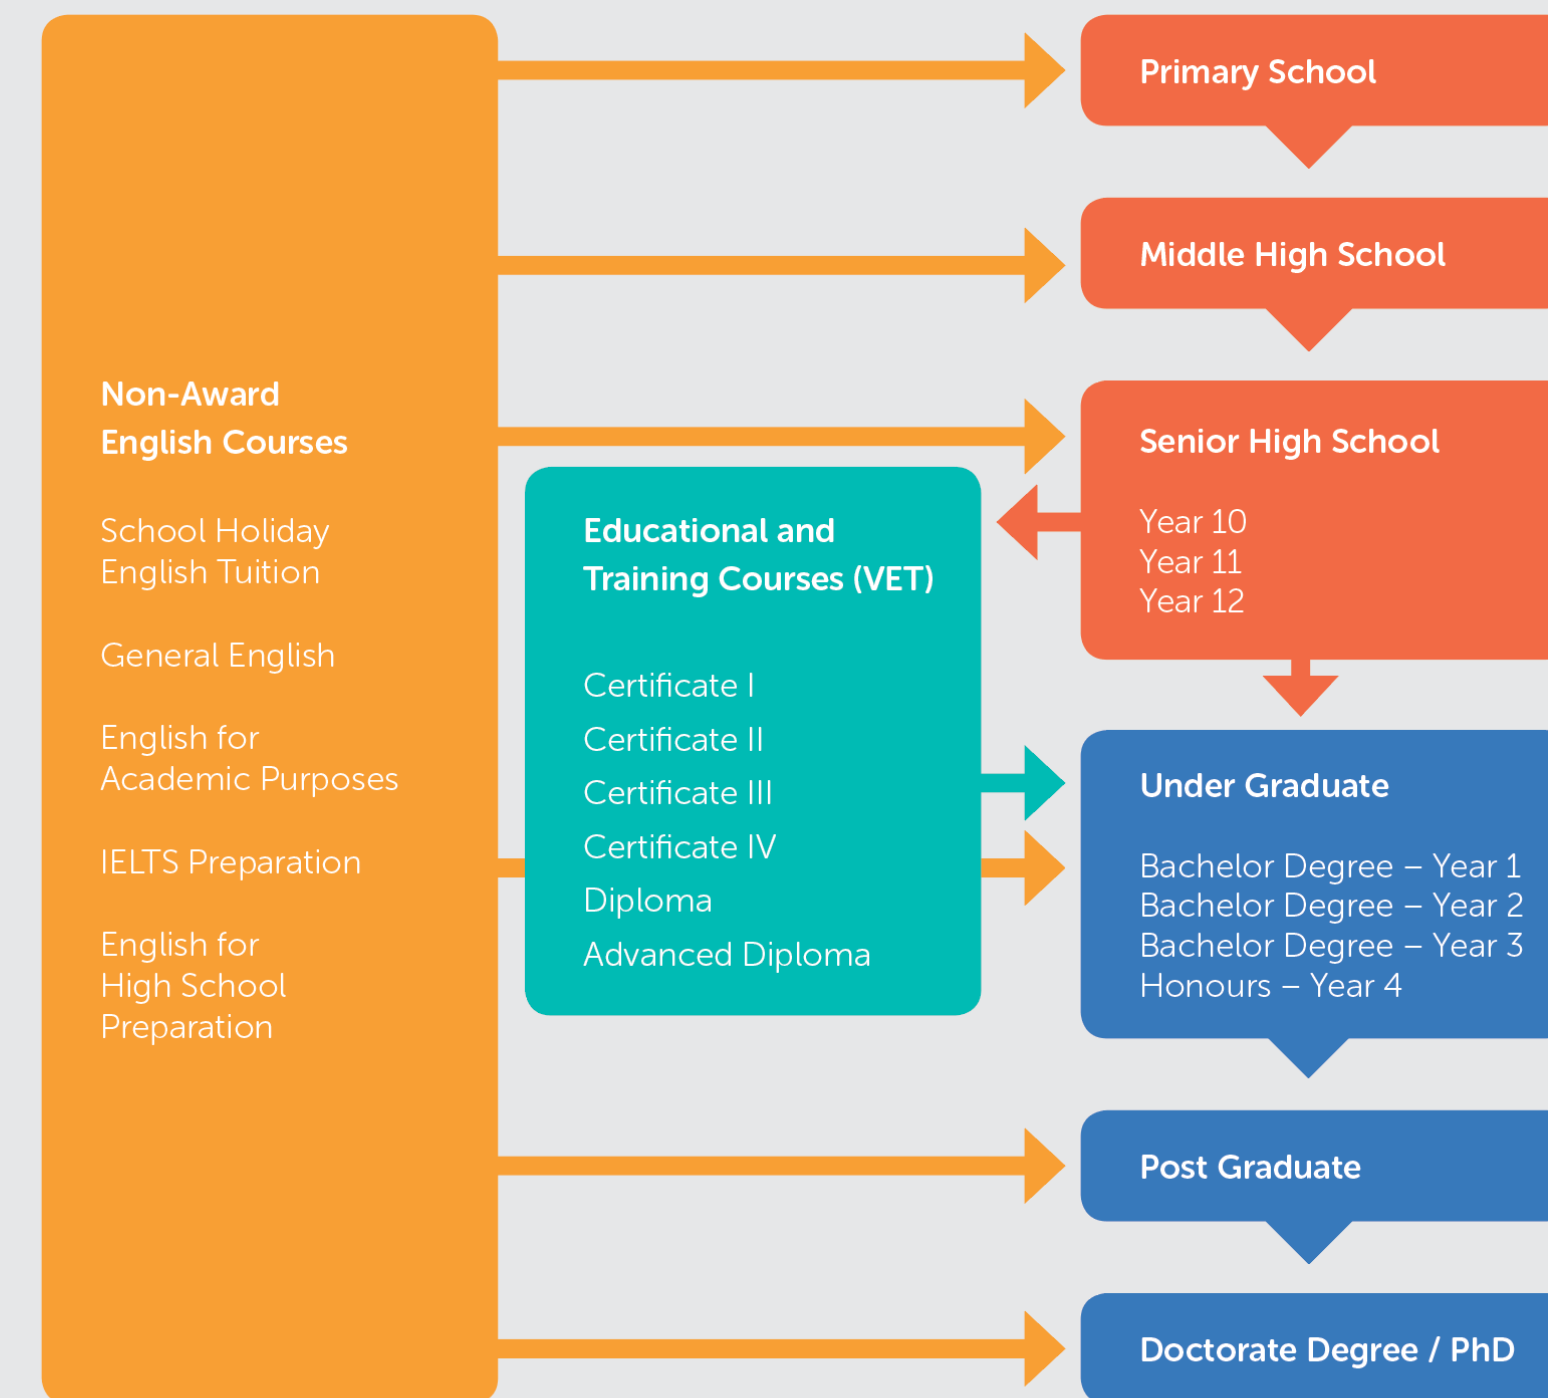 Non-Award
English Courses
School Holiday
English Tuition
General English
English for
Academic Purposes
IELTS Preparation
English for
High School
Preparation
Educational and
Training Courses (VET)
Certificate I
Certificate II
Certificate III
Certificate IV
Diploma
Advanced Diploma
Primary School
Middle High School
Senior High School
Year 10
Year 11
Year 12
Under Graduate
Bachelor Degree – Year 1
Bachelor Degree – Year 2
Bachelor Degree – Year 3
Honours – Year 4
Post Graduate
Doctorate Degree / PhD